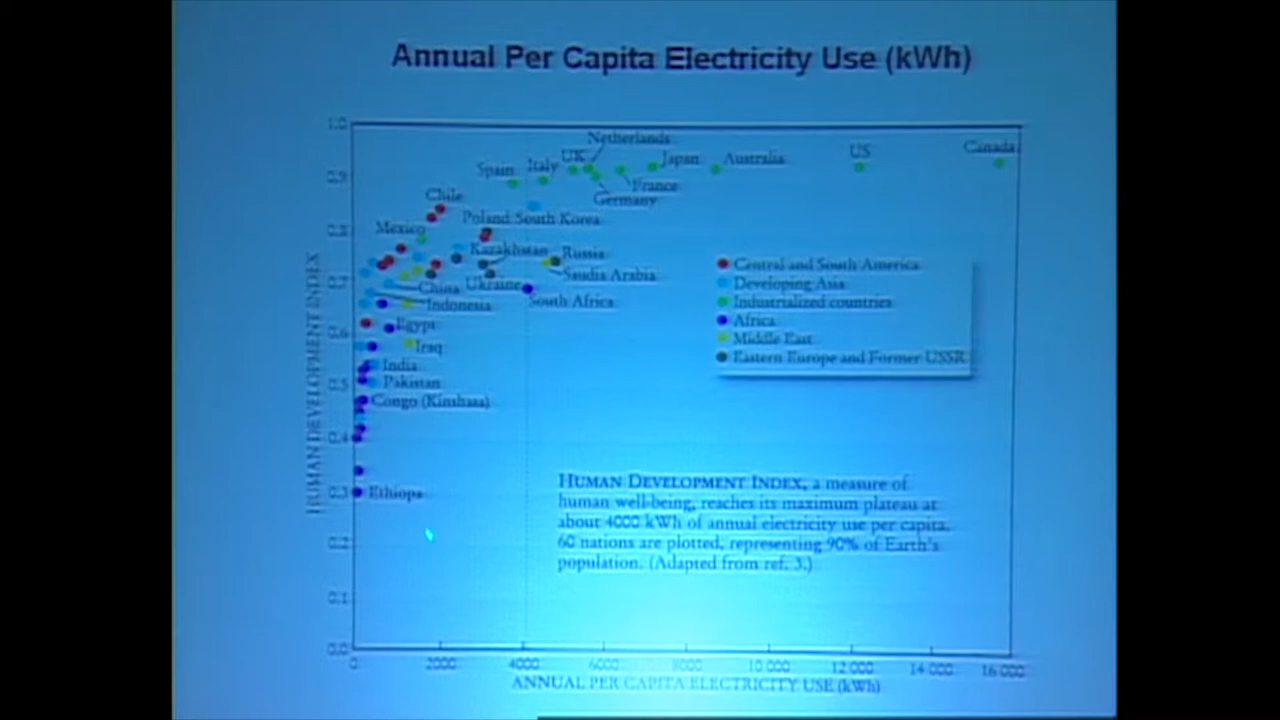 Annual Per Capita Electricity Use (kWh)
1.0
Netherlands
UK
Japan
Australia
US
Canada
Spain
Italy
0.9
France
Germany
Chile
Poland South Korea
Mexico
0.8
Kazakhstan
Russia
Saudia Arabia
0.7
China
Ukraine
Indonesia
South Africa
Egypt
0.6
Iraq
India
0.5
Pakistan
Congo (Kinshasa)
0.4
0.3
Ethiopa
0.2
0.1
0.0
HUMAN DEVELOPMENT INDEX
Central and South America
Developing Asia
Industrialized countries
Africa
Middle East
Eastern Europe and Former USSR
HUMAN DEVELOPMENT INDEX, a measure of
human well-being, reaches its maximum plateau at
about 4000 kWh of annual electricity use per capita.
60 nations are plotted, representing 90% of Earth's
population. (Adapted from ref. 3.)
0 2000 4000 6000 8000 10 000 12 000 14 000 16 000
ANNUAL PER CAPITA ELECTRICITY USE (kWh)